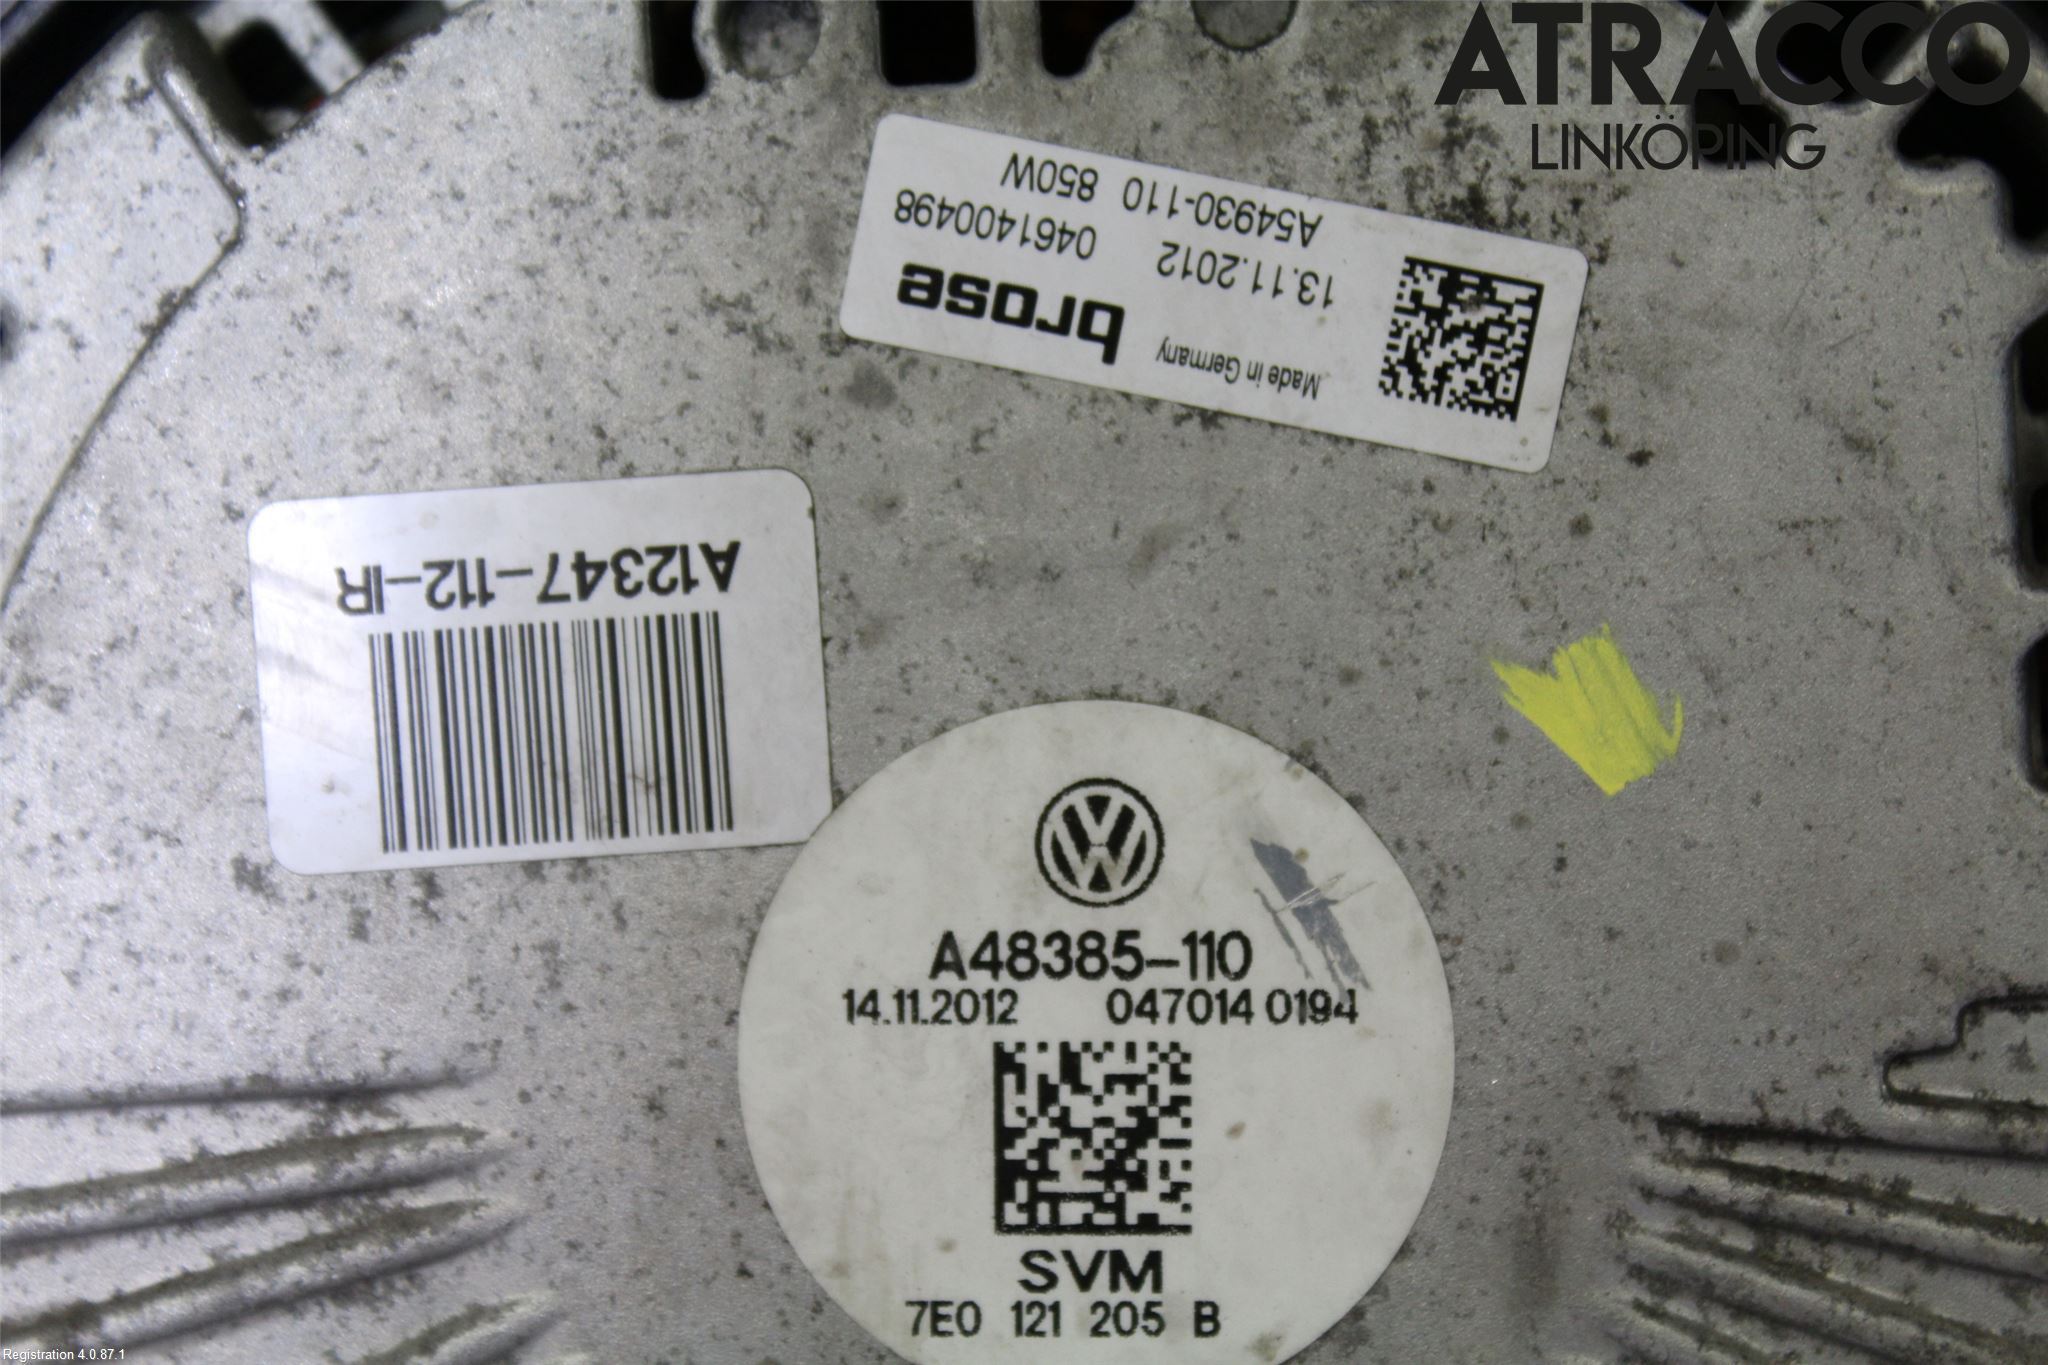 ATRACCO
LINKÖPING
Made in Germany
brose
13.11.2012 0461400498
A54930-110 850W
A12347-112-IR
A48385-110
14.11.2012 047014 0194
SVM
7E0 121 205 B
Registration 4.0.87.1